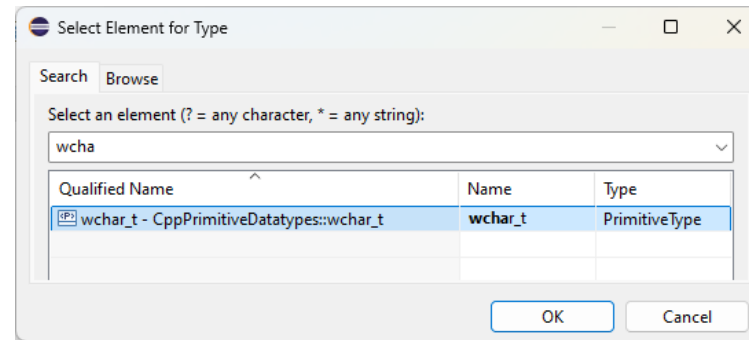 Select Element for Type
Search Browse
Select an element (? = any character, * = any string):
wcha
Qualified Name Name Type
wchar_t - CppPrimitiveDatatypes::wchar_t wchar_t PrimitiveType
OK Cancel